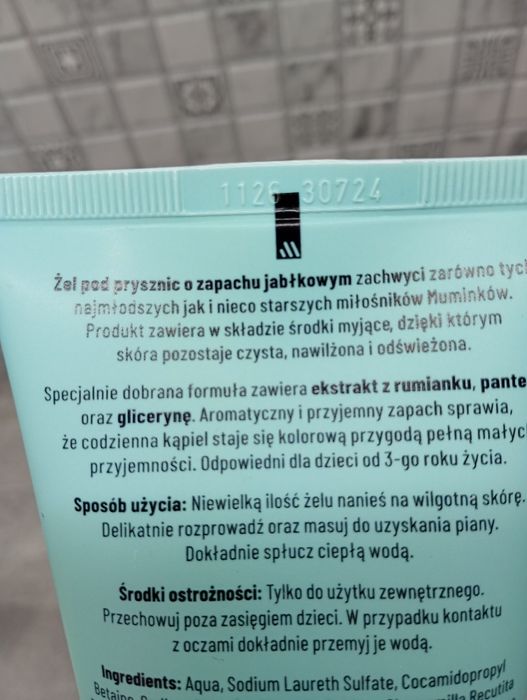 1126 30724
Żel pod prysznic o zapachu jabłkowym zachwyci zarówno tych
najmłodszych jak i nieco starszych miłośników Muminków.
Produkt zawiera w składzie środki myjące, dzięki którym
skóra pozostaje czysta, nawilżona i odświeżona.
Specjalnie dobrana formuła zawiera ekstrakt z rumianku, pante
oraz glicerynę. Aromatyczny i przyjemny zapach sprawia,
że codzienna kąpiel staje się kolorową przygodą pełną małyc
przyjemności. Odpowiedni dla dzieci od 3-go roku życia.
Sposób użycia: Niewielką ilość żelu nanieś na wilgotną skórę.
Delikatnie rozprowadź oraz masuj do uzyskania piany.
Dokładnie spłucz ciepłą wodą.
Środki ostrożności: Tylko do użytku zewnętrznego.
Przechowuj poza zasięgiem dzieci. W przypadku kontaktu
z oczami dokładnie przemyj je wodą.
Ingredients: Aqua, Sodium Laureth Sulfate, Cocamidopropyl
Betaine, Recutita